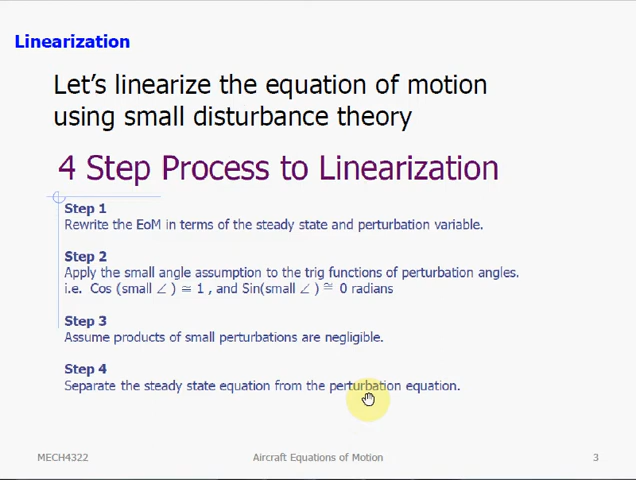 Linearization
Let's linearize the equation of motion
using small disturbance theory
4 Step Process to Linearization
Step 1
Rewrite the EoM in terms of the steady state and perturbation variable.
Step 2
Apply the small angle assumption to the trig functions of perturbation angles.
i.e. Cos (small ∠ ) ≅ 1 , and Sin(small ∠ ) ≅ 0 radians
Step 3
Assume products of small perturbations are negligible.
Step 4
Separate the steady state equation from the perturbation equation.
MECH4322 Aircraft Equations of Motion 3